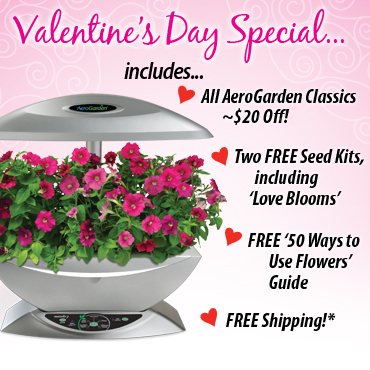 Valentine's Day Special...
includes...
All AeroGarden Classics
~$20 Off!
AeroGarden
Two FREE Seed Kits,
including
'Love Blooms'
FREE '50 Ways to
Use Flowers'
Guide
FREE Shipping!*